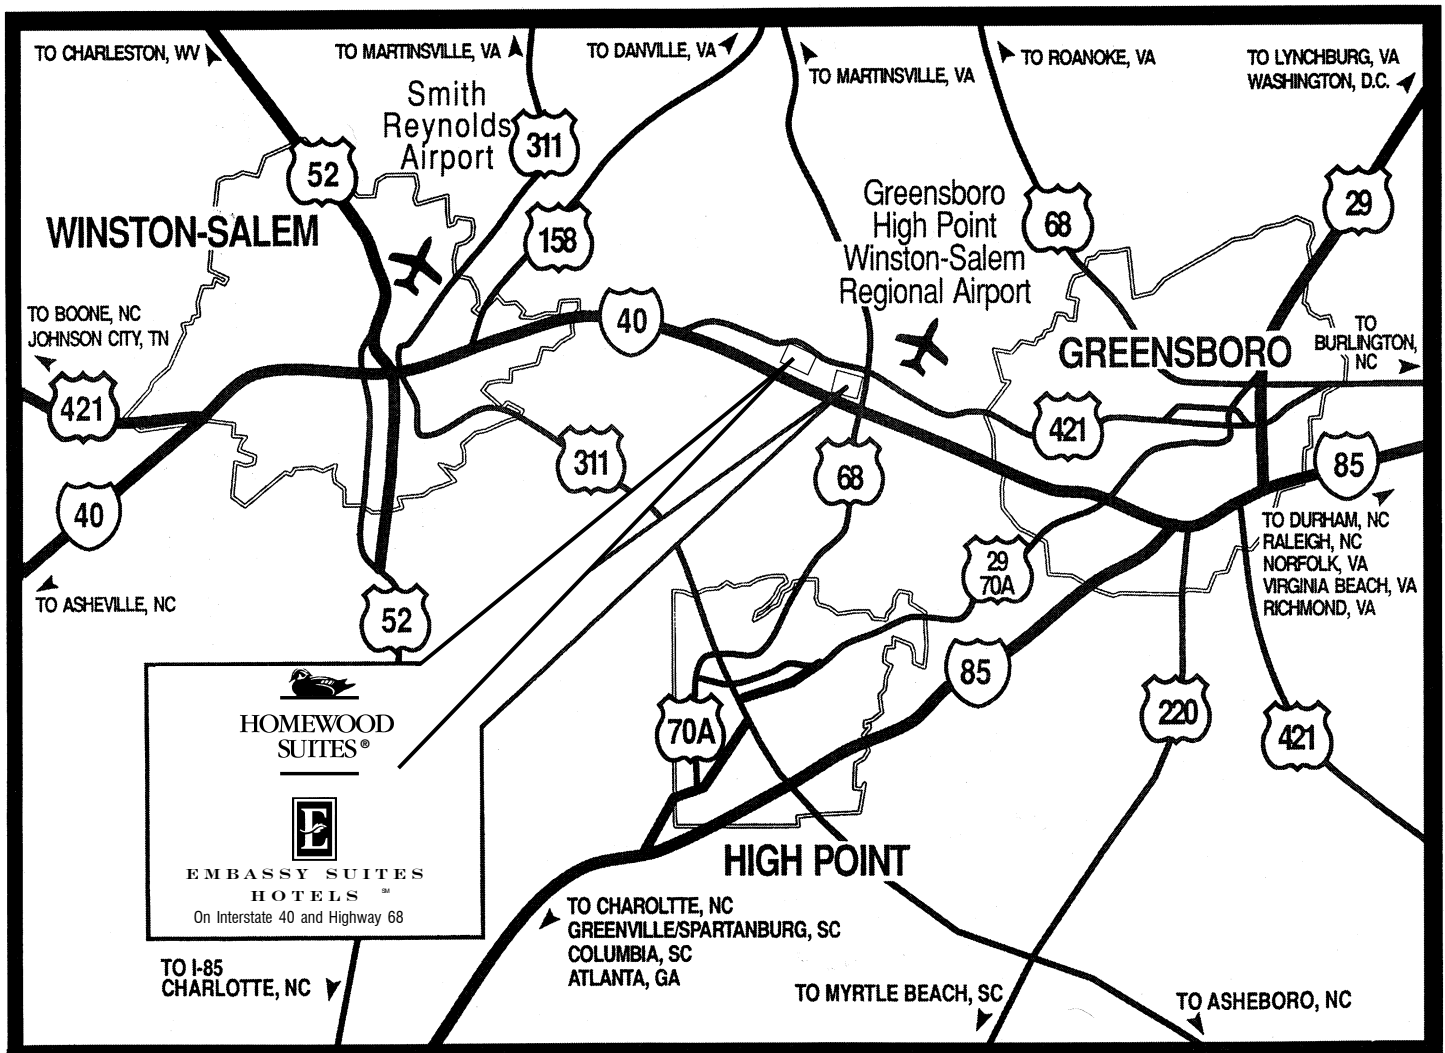 TO CHARLESTON, WV
TO MARTINSVILLE, VA
TO DANVILLE, VA
TO MARTINSVILLE, VA
TO ROANOKE, VA
TO LYNCHBURG, VA
WASHINGTON, D.C.
Smith
Reynolds
Airport
311
52
158
68
29
WINSTON-SALEM
Greensboro
High Point
Winston-Salem
Regional Airport
TO BOONE, NC
JOHNSON CITY, TN
40
GREENSBORO
TO
BURLINGTON,
NC
421
421
311
68
85
40
TO DURHAM, NC
RALEIGH, NC
NORFOLK, VA
VIRGINIA BEACH, VA
RICHMOND, VA
29
70A
TO ASHEVILLE, NC
52
85
220
70A
421
HOMEWOOD
SUITES®
E
EMBASSY SUITES
HOTELS SM
On Interstate 40 and Highway 68
HIGH POINT
TO CHAROLTTE, NC
GREENVILLE/SPARTANBURG, SC
COLUMBIA, SC
ATLANTA, GA
TO I-85
CHARLOTTE, NC
TO MYRTLE BEACH, SC
TO ASHEBORO, NC